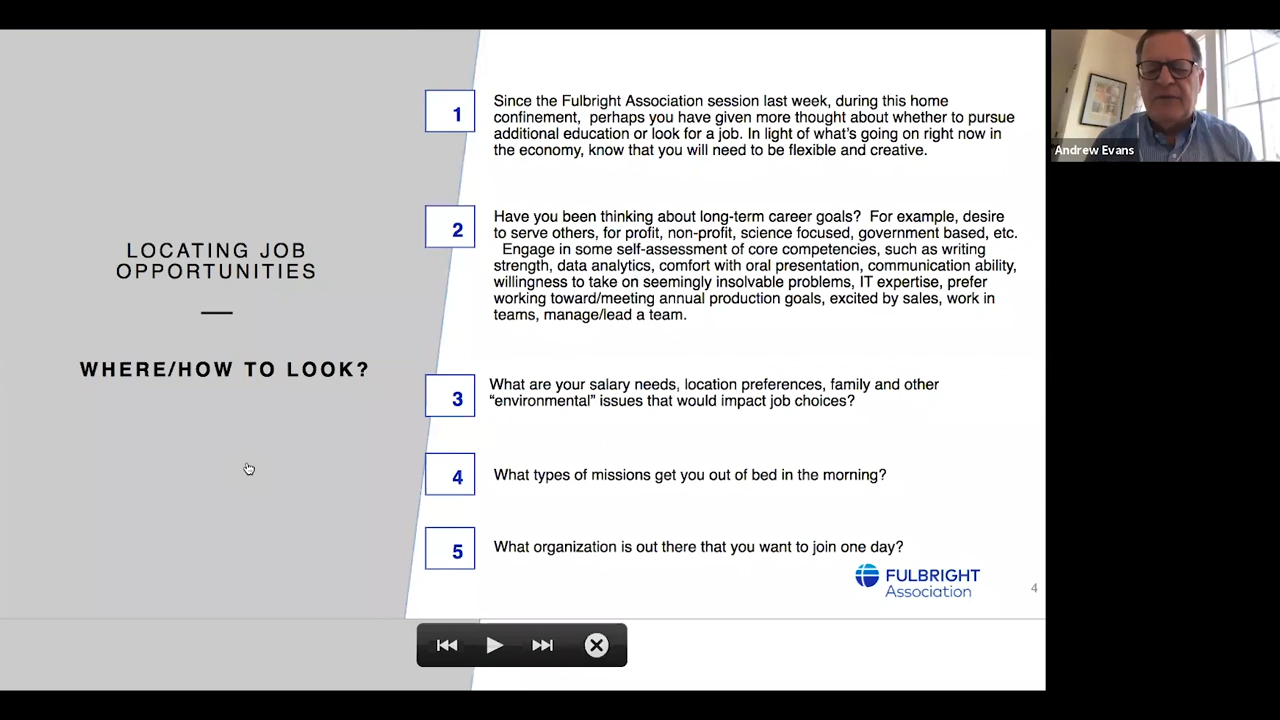 LOCATING JOB
OPPORTUNITIES
WHERE/HOW TO LOOK?
1
Since the Fulbright Association session last week, during this home
confinement,  perhaps you have given more thought about whether to pursue
additional education or look for a job. In light of what’s going on right now in
the economy, know that you will need to be flexible and creative.
2
Have you been thinking about long-term career goals?  For example, desire
to serve others, for profit, non-profit, science focused, government based, etc.
Engage in some self-assessment of core competencies, such as writing
strength, data analytics, comfort with oral presentation, communication ability,
willingness to take on seemingly insolvable problems, IT expertise, prefer
working toward/meeting annual production goals, excited by sales, work in
teams, manage/lead a team.
3
What are your salary needs, location preferences, family and other
“environmental” issues that would impact job choices?
4
What types of missions get you out of bed in the morning?
5
What organization is out there that you want to join one day?
FULBRIGHT
Association
4
Andrew Evans